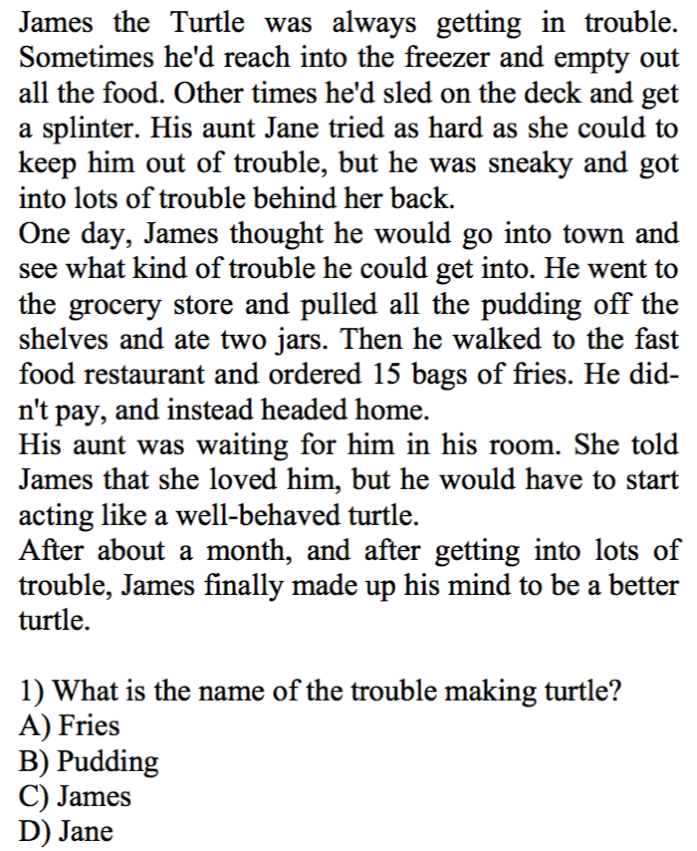 James the Turtle was always getting in trouble.
Sometimes he'd reach into the freezer and empty out
all the food. Other times he'd sled on the deck and get
a splinter. His aunt Jane tried as hard as she could to
keep him out of trouble, but he was sneaky and got
into lots of trouble behind her back.
One day, James thought he would go into town and
see what kind of trouble he could get into. He went to
the grocery store and pulled all the pudding off the
shelves and ate two jars. Then he walked to the fast
food restaurant and ordered 15 bags of fries. He did-
n't pay, and instead headed home.
His aunt was waiting for him in his room. She told
James that she loved him, but he would have to start
acting like a well-behaved turtle.
After about a month, and after getting into lots of
trouble, James finally made up his mind to be a better
turtle.
1) What is the name of the trouble making turtle?
A) Fries
B) Pudding
C) James
D) Jane